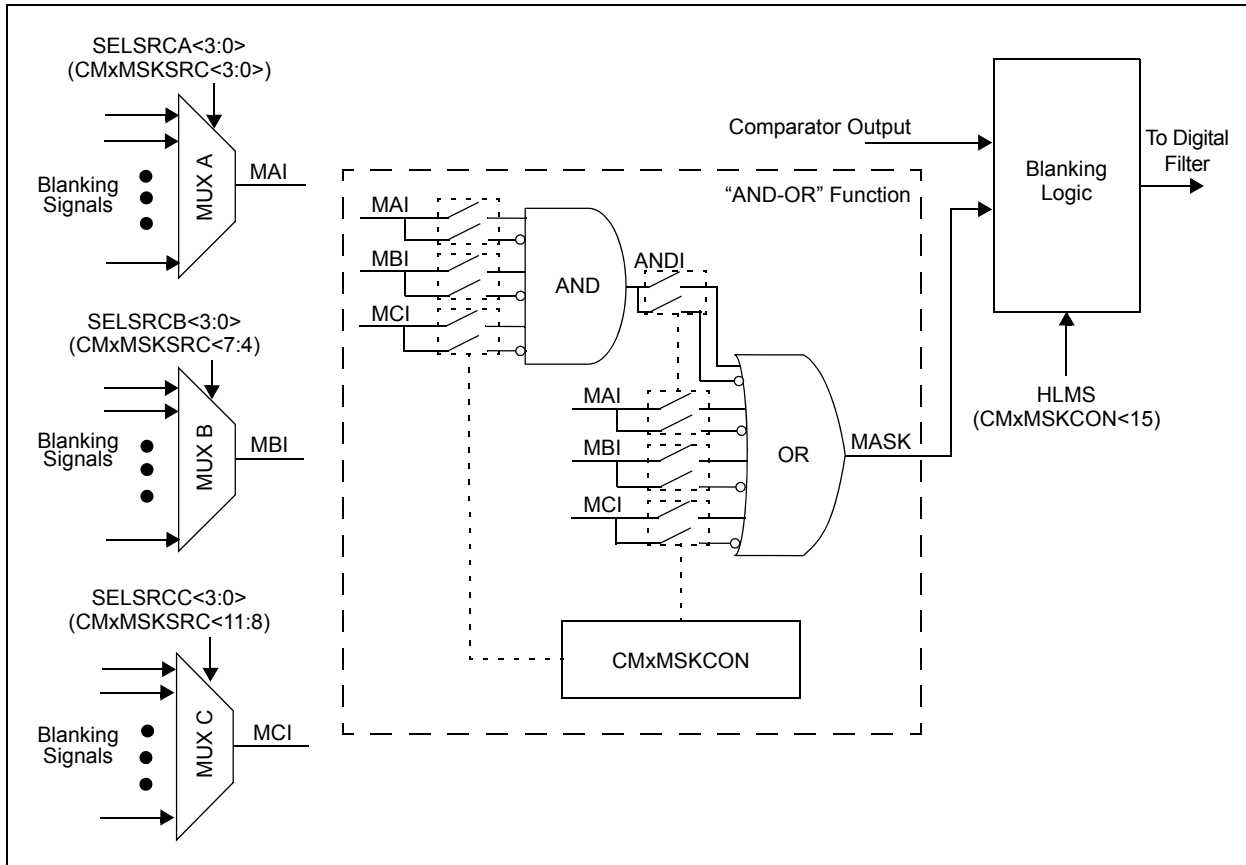 SELSRCA<3:0>
(CMxMSKSRC<3:0>)
Blanking
Signals
MUX A
MAI
SELSRCB<3:0>
(CMxMSKSRC<7:4)
Blanking
Signals
MUX B
MBI
SELSRCC<3:0>
(CMxMSKSRC<11:8)
Blanking
Signals
MUX C
MCI
“AND-OR” Function
MAI
MBI
MCI
AND
ANDI
MAI
MBI
MCI
OR
MASK
CMxMSKCON
Comparator Output
Blanking
Logic
To Digital
Filter
HLMS
(CMxMSKCON<15)